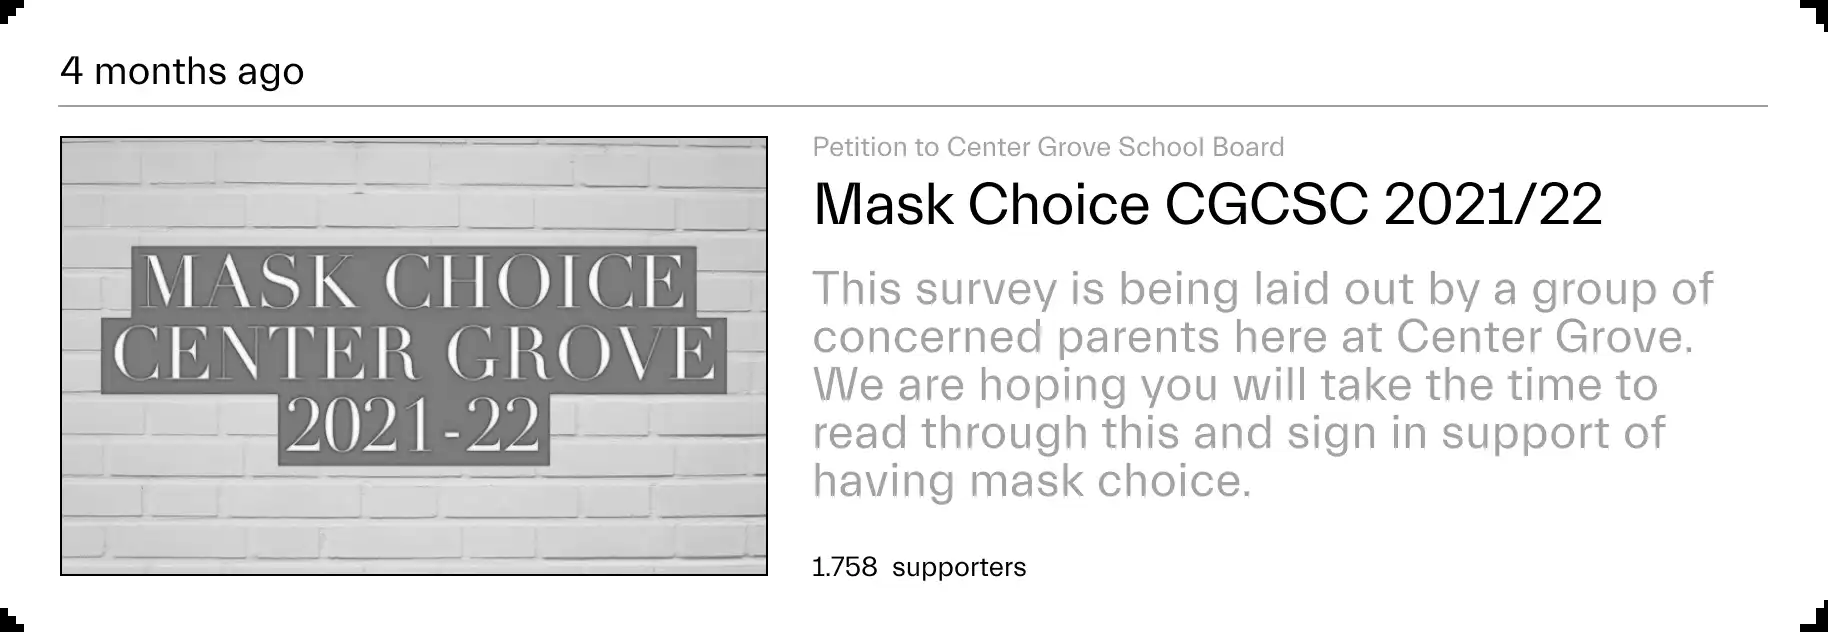 4 months ago
MASK CHOICE
CENTER GROVE
2021-22
Petition to Center Grove School Board
Mask Choice CGCSC 2021/22
This survey is being laid out by a group of
concerned parents here at Center Grove.
We are hoping you will take the time to
read through this and sign in support of
having mask choice.
1.758 supporters